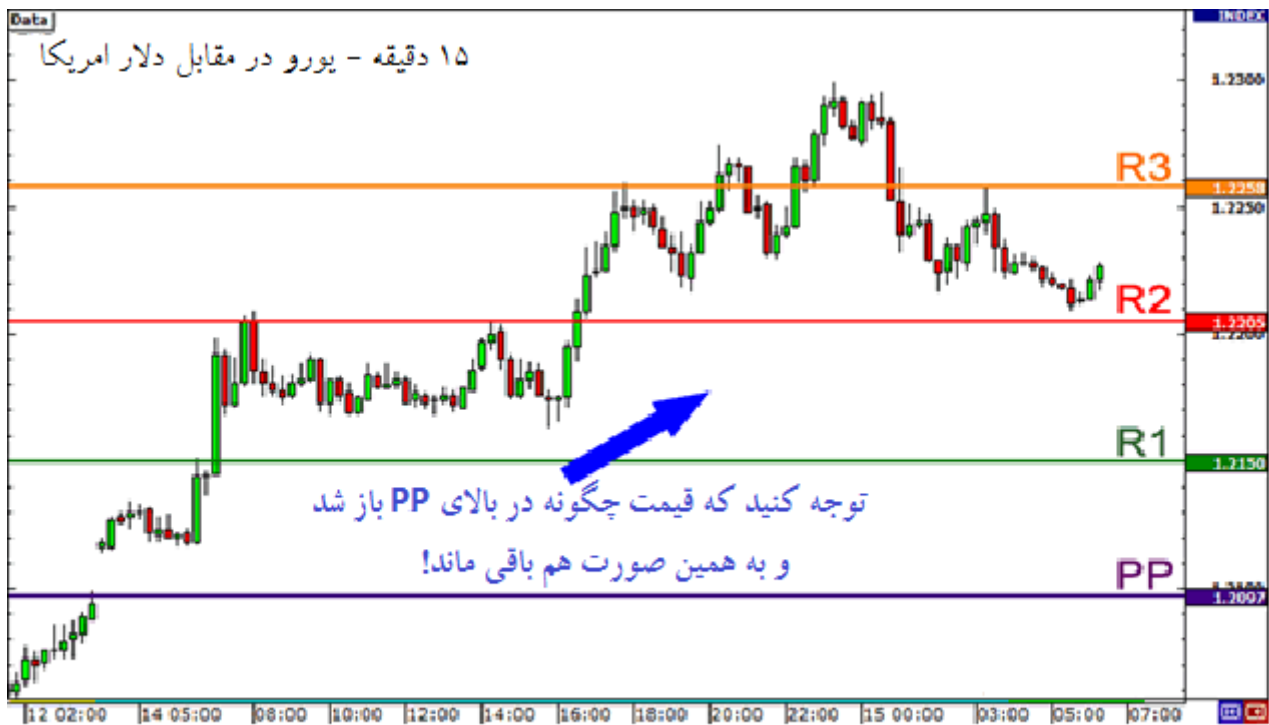 Data
INDEX
۱۵ دقیقه - یورو در مقابل دلار امریکا
1.2300
R3
1.2258
1.2250
R2
1.2205
1.2200
R1
1.2150
توجه کنید که قیمت چگونه در بالای PP باز شد
و به همین صورت هم باقی ماند!
PP
1.2097
12 02:00 14 05:00 08:00 10:00 12:00 14:00 16:00 18:00 20:00 22:00 15 00:00 03:00 05:00 07:00